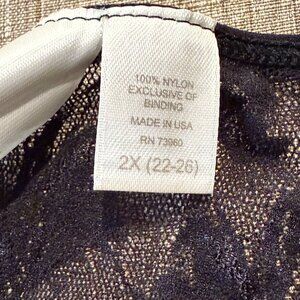 100% NYLON
EXCLUSIVE OF
BINDING
MADE IN USA
RN 73960
2X (22-26)